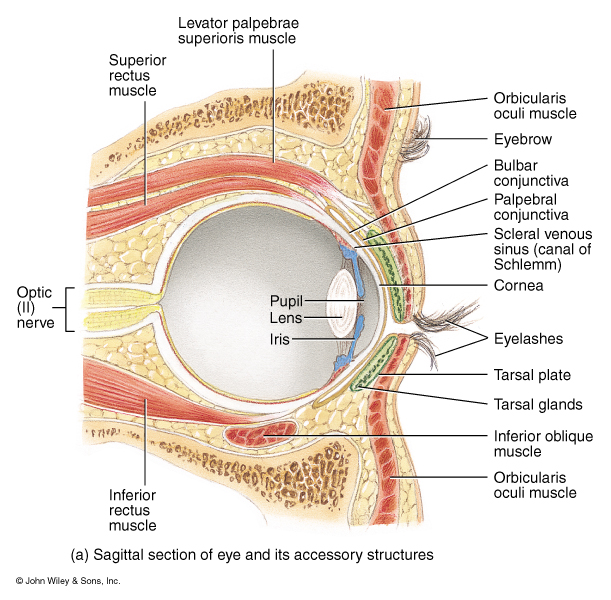 Levator palpebrae
superioris muscle
Superior
rectus
muscle
Orbicularis
oculi muscle
Eyebrow
Bulbar
conjunctiva
Palpebral
conjunctiva
Scleral venous
sinus (canal of
Schlemm)
Cornea
Optic
(II)
nerve
Pupil
Lens
Iris
Eyelashes
Tarsal plate
Tarsal glands
Inferior oblique
muscle
Orbicularis
oculi muscle
Inferior
rectus
muscle
(a) Sagittal section of eye and its accessory structures
© John Wiley & Sons, Inc.